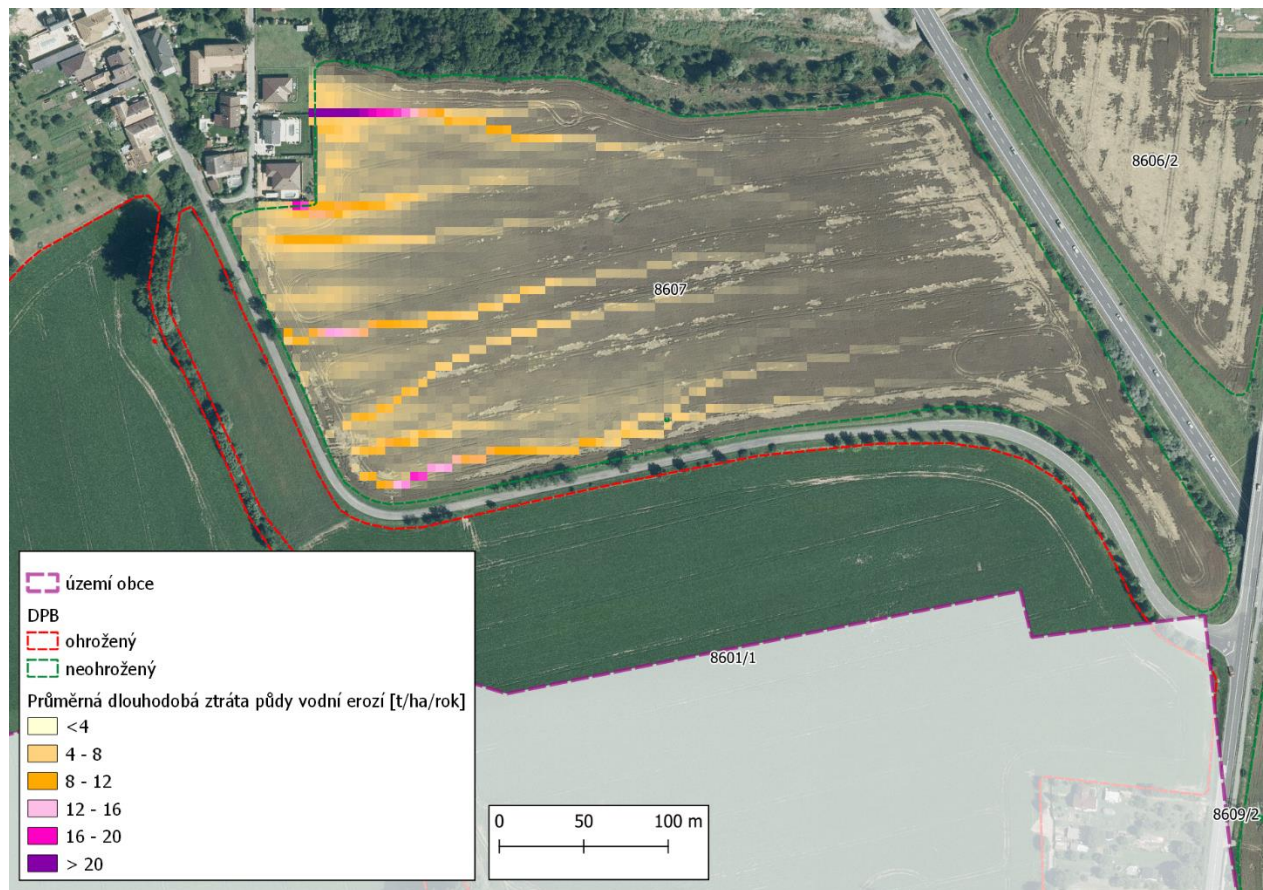 8606/2
8607
8601/1
8609/2
území obce
DPB
ohrožený
neohrožený
Průměrná dlouhodobá ztráta půdy vodní erozí [t/ha/rok]
<4
4 - 8
8 - 12
12 - 16
16 - 20
> 20
0 50 100 m